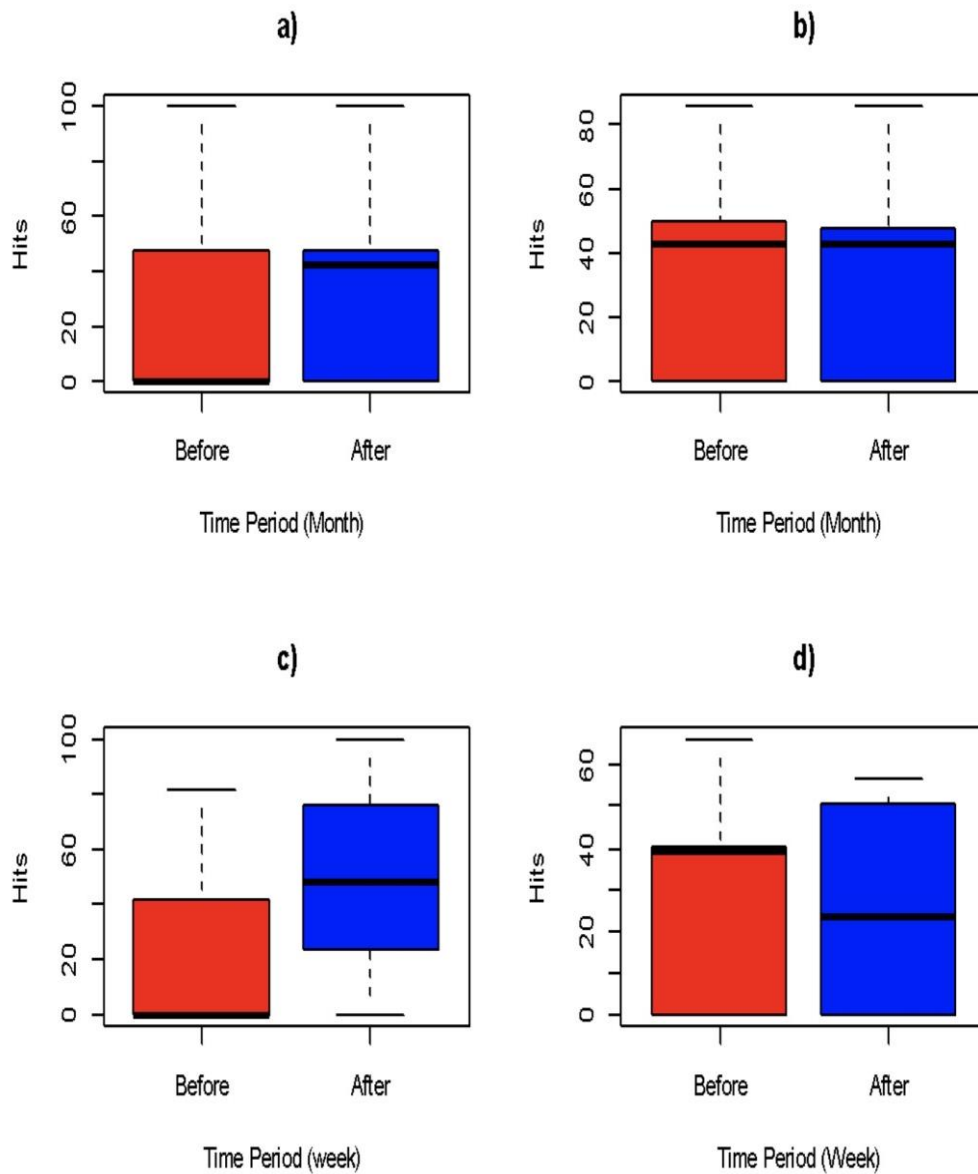 a)
100
60
20
0
Hits
Before After
Time Period (Month)
b)
80
60
40
20
0
Hits
Before After
Time Period (Month)
c)
100
60
20
0
Hits
Before After
Time Period (week)
d)
60
40
20
0
Hits
Before After
Time Period (Week)